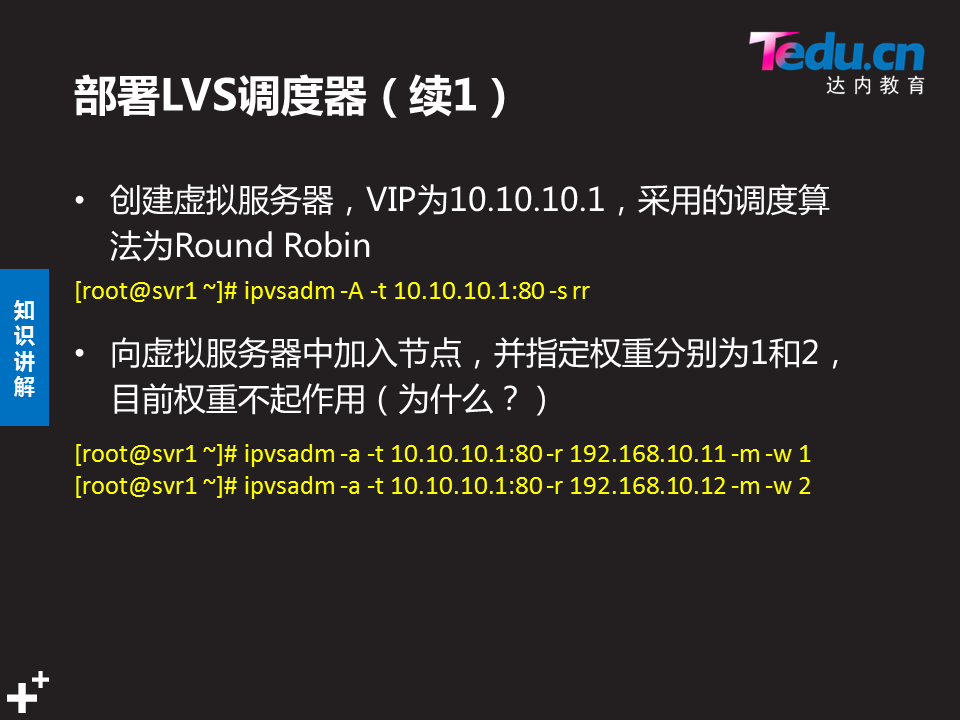 Tedu.cn
达内教育
部署LVS调度器（续1）
• 创建虚拟服务器，VIP为10.10.10.1，采用的调度算
法为Round Robin
[root@svr1 ~]# ipvsadm -A -t 10.10.10.1:80 -s rr
知
识
讲
解
• 向虚拟服务器中加入节点，并指定权重分别为1和2，
目前权重不起作用（为什么？）
[root@svr1 ~]# ipvsadm -a -t 10.10.10.1:80 -r 192.168.10.11 -m -w 1
[root@svr1 ~]# ipvsadm -a -t 10.10.10.1:80 -r 192.168.10.12 -m -w 2